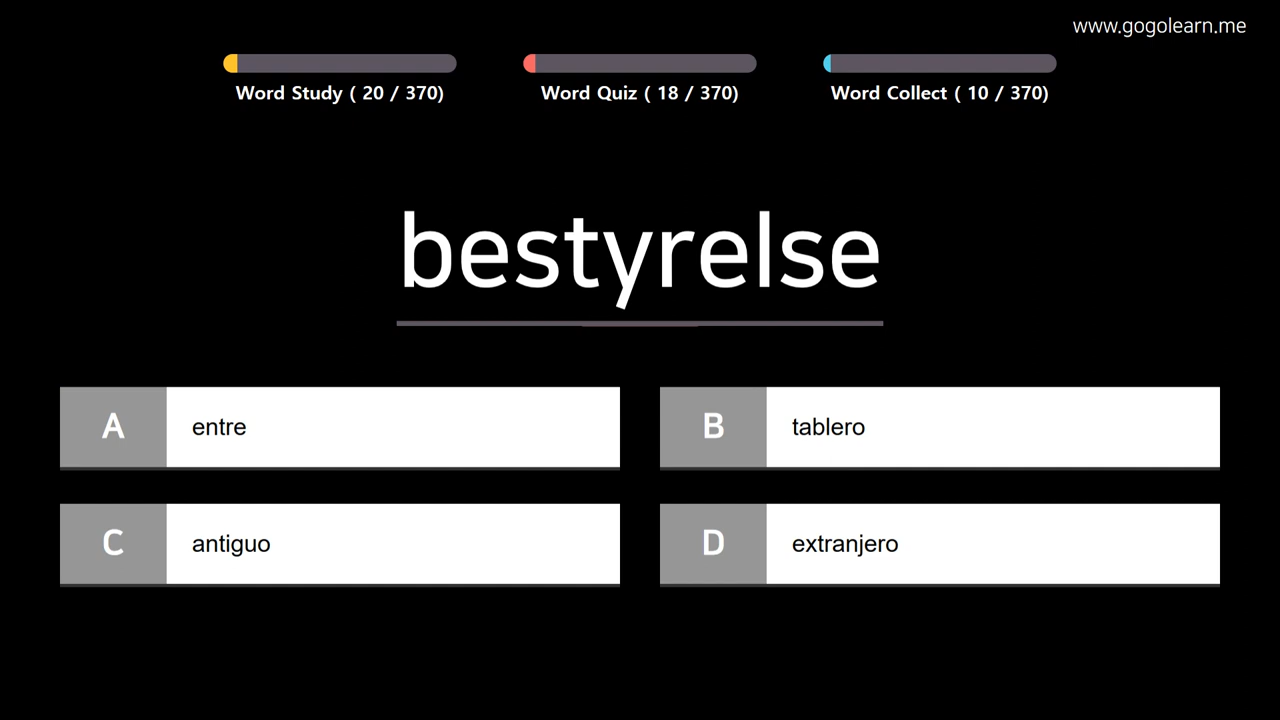 www.gogolearn.me
Word Study ( 20 / 370)
Word Quiz ( 18 / 370)
Word Collect ( 10 / 370)
bestyrelse
A entre
B tablero
C antiguo
D extranjero